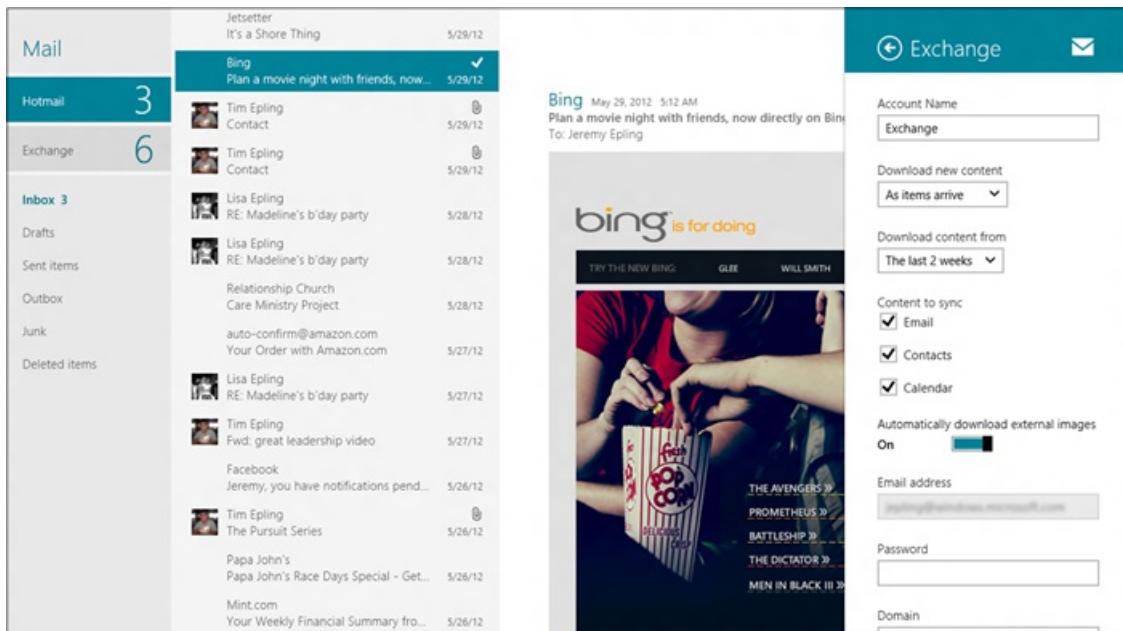 Mail
Hotmail 3
Exchange 6
Inbox 3
Drafts
Sent items
Outbox
Junk
Deleted items
Jetsetter
It's a Shore Thing 5/29/12
Bing
Plan a movie night with friends, now... 5/29/12
Tim Epling
Contact 5/29/12
Tim Epling
Contact 5/29/12
Lisa Epling
RE: Madeline's b'day party 5/28/12
Lisa Epling
RE: Madeline's b'day party 5/28/12
Relationship Church
Care Ministry Project 5/28/12
auto-confirm@amazon.com
Your Order with Amazon.com 5/27/12
Lisa Epling
RE: Madeline's b'day party 5/27/12
Tim Epling
Fwd: great leadership video 5/27/12
Facebook
Jeremy, you have notifications pend... 5/26/12
Tim Epling
The Pursuit Series 5/26/12
Papa John's
Papa John's Race Days Special - Get... 5/26/12
Mint.com
Your Weekly Financial Summary fro... 5/26/12
Bing May 29, 2012 5:12 AM
Plan a movie night with friends, now directly on Bing
To: Jeremy Epling
bing is for doing
TRY THE NEW BING: GLEE WILL SMITH
fresh
POP
CORN
DELICIOUS
CRISP
THE AVENGERS »
PROMETHEUS »
BATTLESHIP »
THE DICTATOR »
MEN IN BLACK III »
Exchange
Account Name
Exchange
Download new content
As items arrive
Download content from
The last 2 weeks
Content to sync
Email
Contacts
Calendar
Automatically download external images
On
Email address
Password
Domain